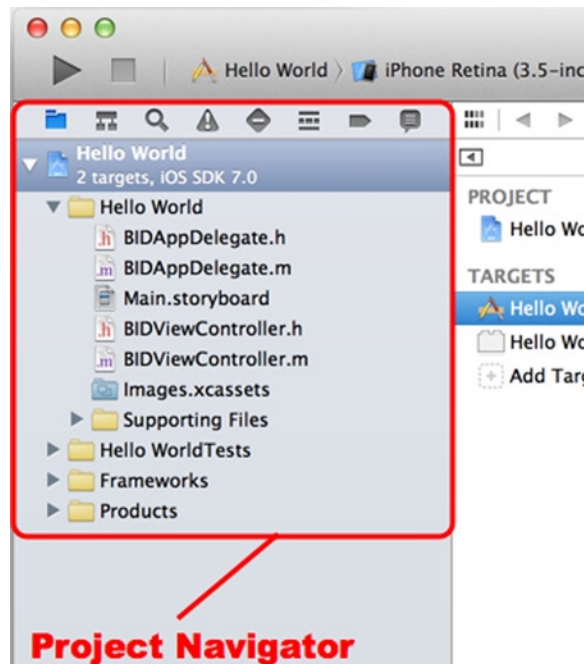 Hello World iPhone Retina (3.5-inc
Hello World
2 targets, iOS SDK 7.0
Hello World
BIDAppDelegate.h
BIDAppDelegate.m
Main.storyboard
BIDViewController.h
BIDViewController.m
Images.xcassets
Supporting Files
Hello WorldTests
Frameworks
Products
PROJECT
Hello Wo
TARGETS
Hello Wo
Hello Wo
Add Targ
Project Navigator